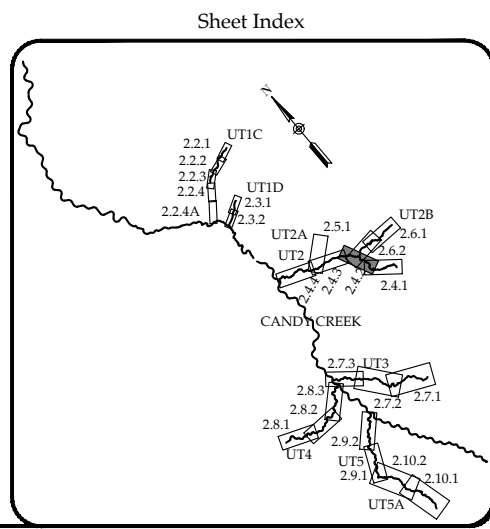 Sheet Index
N
UT1C
2.2.1
2.2.2
2.2.3
2.2.4
2.2.4A
UT1D
2.3.1
2.3.2
UT2A
2.5.1
UT2B
2.6.1
2.6.2
UT2
2.4.4
2.4.3
2.4.2
2.4.1
CANDY CREEK
2.7.3
UT3
2.7.2
2.7.1
2.8.3
2.8.2
2.8.1
UT4
2.9.2
UT5
2.9.1
2.10.2
2.10.1
UT5A